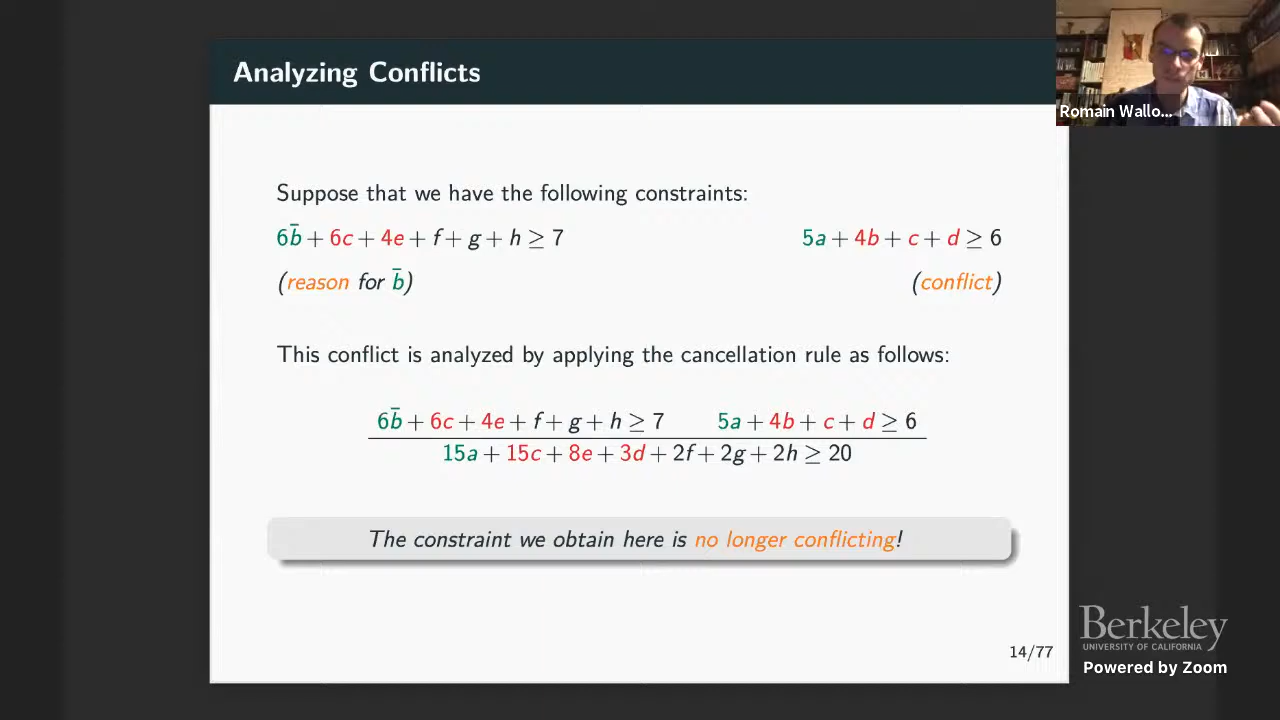 Analyzing Conflicts
Romain Wallo...
Suppose that we have the following constraints:
6b̄ + 6c + 4e + f + g + h ≥ 7
5a + 4b + c + d ≥ 6
(reason for b̄)
(conflict)
This conflict is analyzed by applying the cancellation rule as follows:
6b̄ + 6c + 4e + f + g + h ≥ 7 5a + 4b + c + d ≥ 6
15a + 15c + 8e + 3d + 2f + 2g + 2h ≥ 20
The constraint we obtain here is no longer conflicting!
14/77
Berkeley
UNIVERSITY OF CALIFORNIA
Powered by Zoom